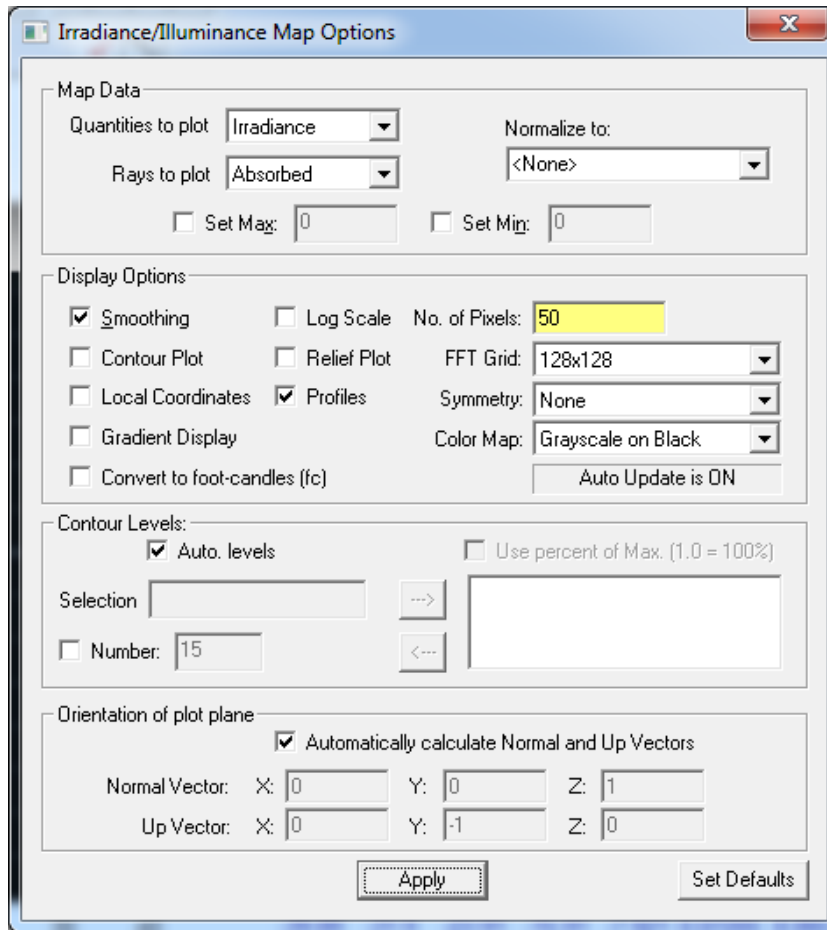 Irradiance/Illuminance Map Options
Map Data
Quantities to plot Irradiance Normalize to:
Rays to plot Absorbed <None>
Set Max: 0 Set Min: 0
Display Options
Smoothing Log Scale No. of Pixels: 50
Contour Plot Relief Plot FFT Grid: 128x128
Local Coordinates Profiles Symmetry: None
Gradient Display Color Map: Grayscale on Black
Convert to foot-candles (fc) Auto Update is ON
Contour Levels:
Auto. levels Use percent of Max. (1.0 = 100%)
Selection --->
Number: 15 <---
Orientation of plot plane
Automatically calculate Normal and Up Vectors
Normal Vector: X: 0 Y: 0 Z: 1
Up Vector: X: 0 Y: -1 Z: 0
Apply Set Defaults